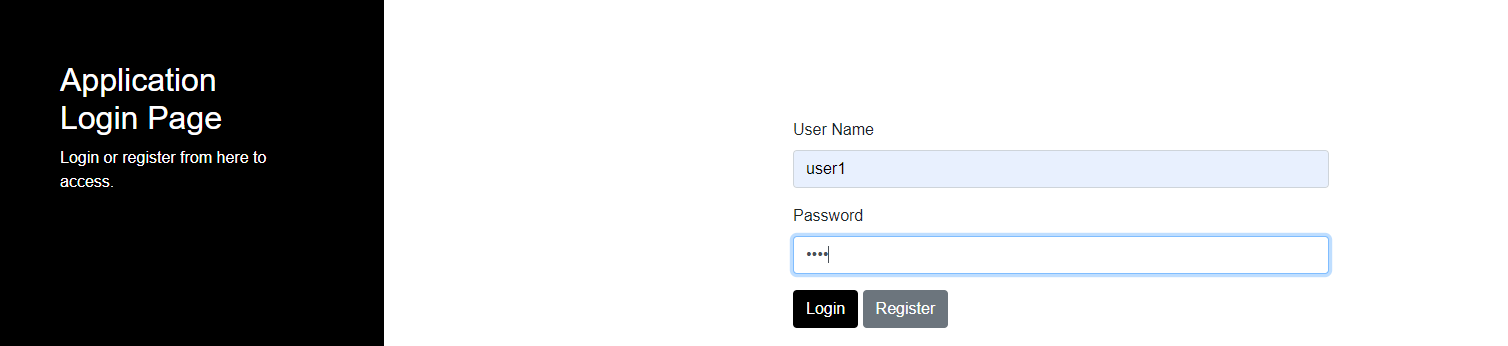 Application
Login Page
Login or register from here to
access.
User Name
user1
Password
••••
Login Register